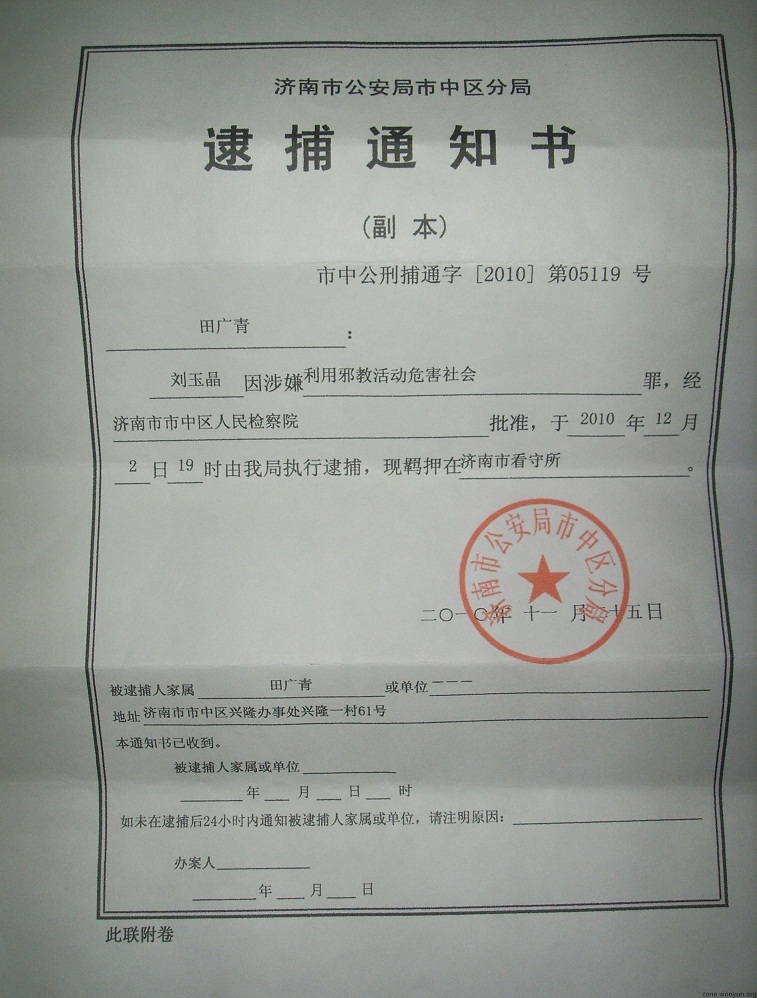 济南市公安局市中区分局
逮捕通知书
(副 本)
市中公刑捕通字 [2010] 第05119 号
田广青：
刘玉晶 因涉嫌利用邪教活动危害社会 罪，经
济南市市中区人民检察院 批准，于 2010 年 12 月
2 日 19 时由我局执行逮捕，现羁押在济南市看守所。
济南市公安局市中区分局
二〇一〇年 十一 月 十五日
被逮捕人家属 田广青 或单位———
地址 济南市市中区兴隆办事处兴隆一村61号
本通知书已收到。
被逮捕人家属或单位
年 月 日 时
如未在逮捕后24小时内通知被逮捕人家属或单位，请注明原因：
办案人
年 月 日
此联附卷
zone.wooyun.org